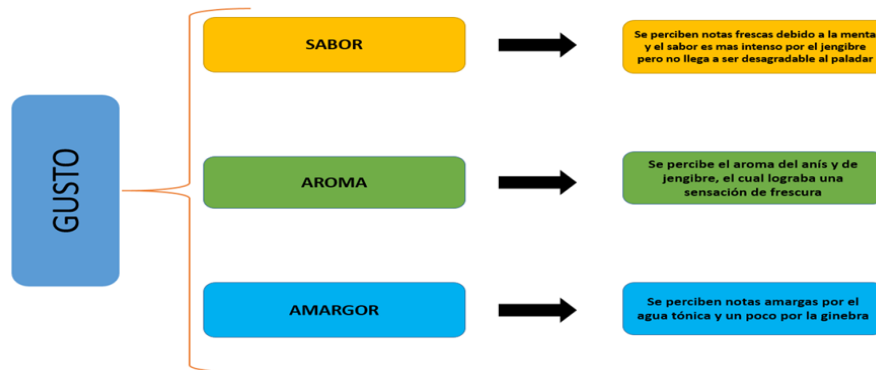 GUSTO
SABOR
Se perciben notas frescas debido a la menta
y el sabor es mas intenso por el jengibre
pero no llega a ser desagradable al paladar
AROMA
Se percibe el aroma del anís y de
jengibre, el cual lograba una
sensación de frescura
AMARGOR
Se perciben notas amargas por el
agua tónica y un poco por la ginebra